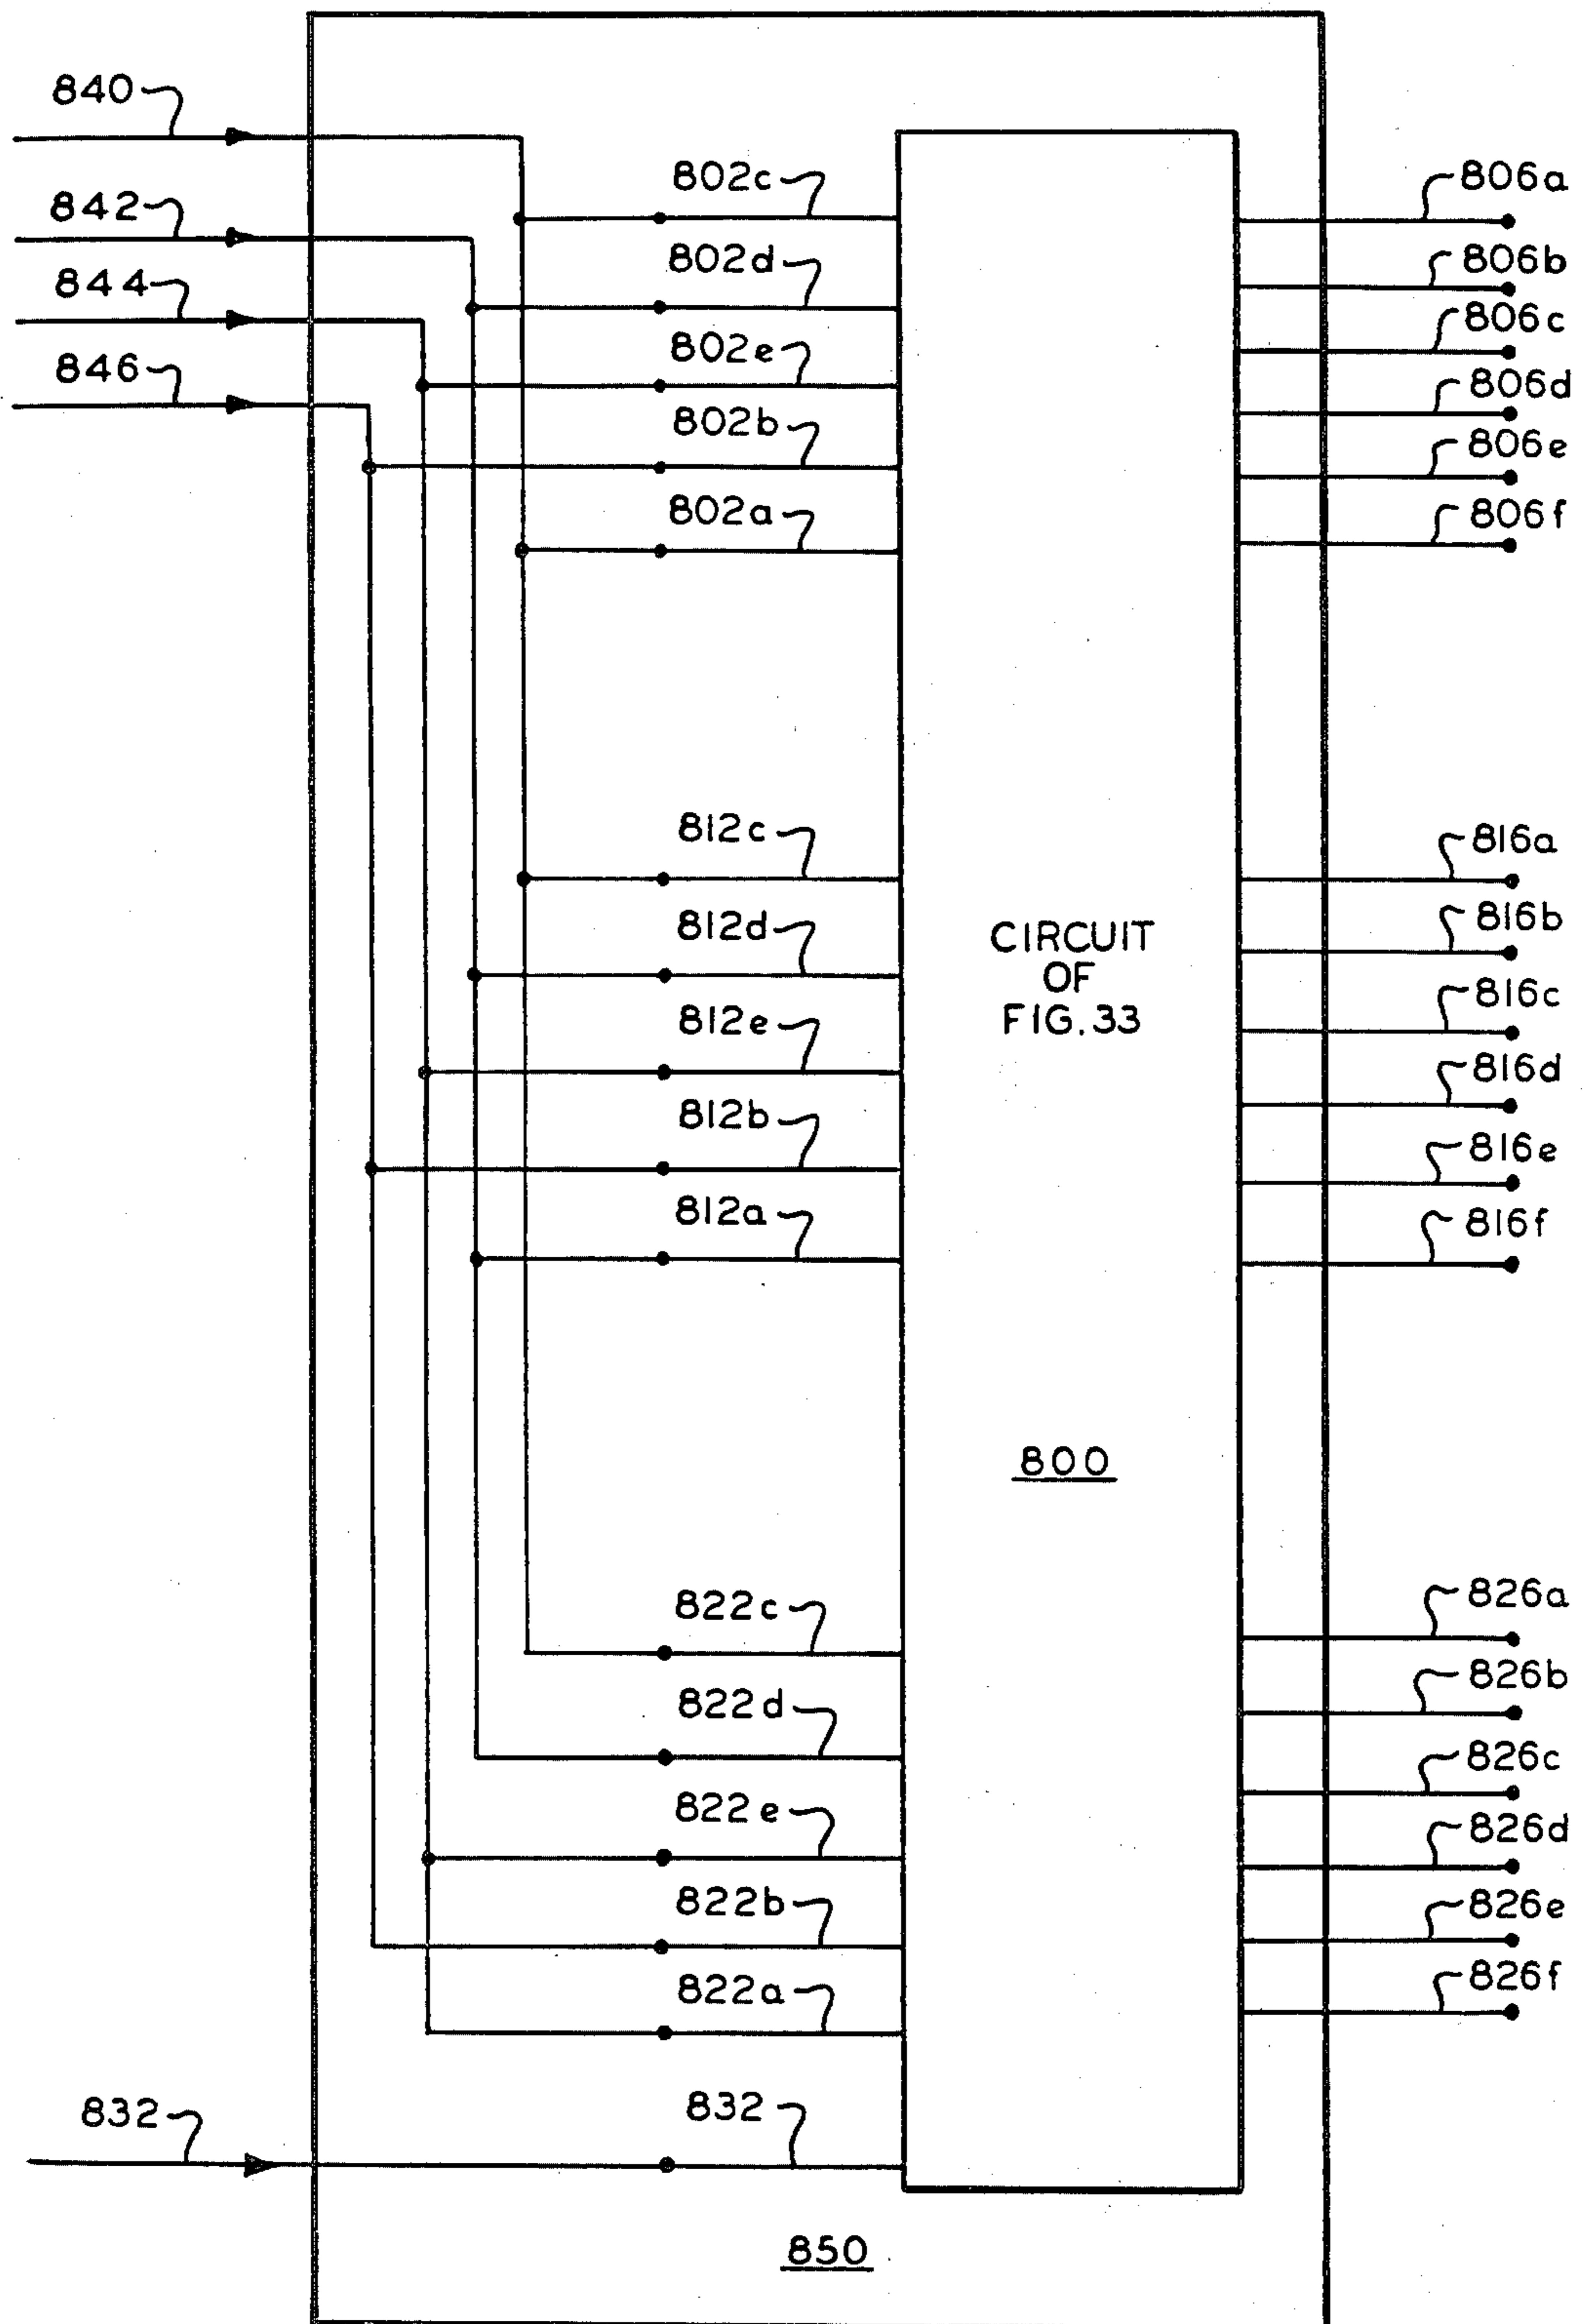 840
842
844
846
802c
802d
802e
802b
802a
812c
812d
812e
812b
812a
822c
822d
822e
822b
822a
832
832
CIRCUIT
OF
FIG.33
800
850
806a
806b
806c
806d
806e
806f
816a
816b
816c
816d
816e
816f
826a
826b
826c
826d
826e
826f